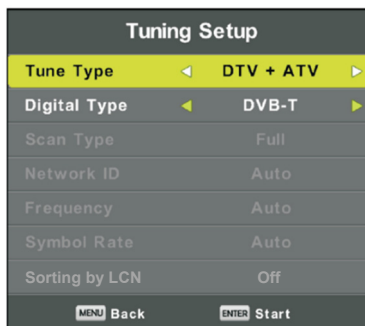 Tuning Setup
Tune Type DTV + ATV
Digital Type DVB-T
Scan Type Full
Network ID Auto
Frequency Auto
Symbol Rate Auto
Sorting by LCN Off
MENU Back ENTER Start